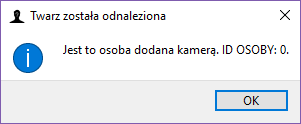 Twarz została odnaleziona
Jest to osoba dodana kamerą. ID OSOBY: 0.
OK